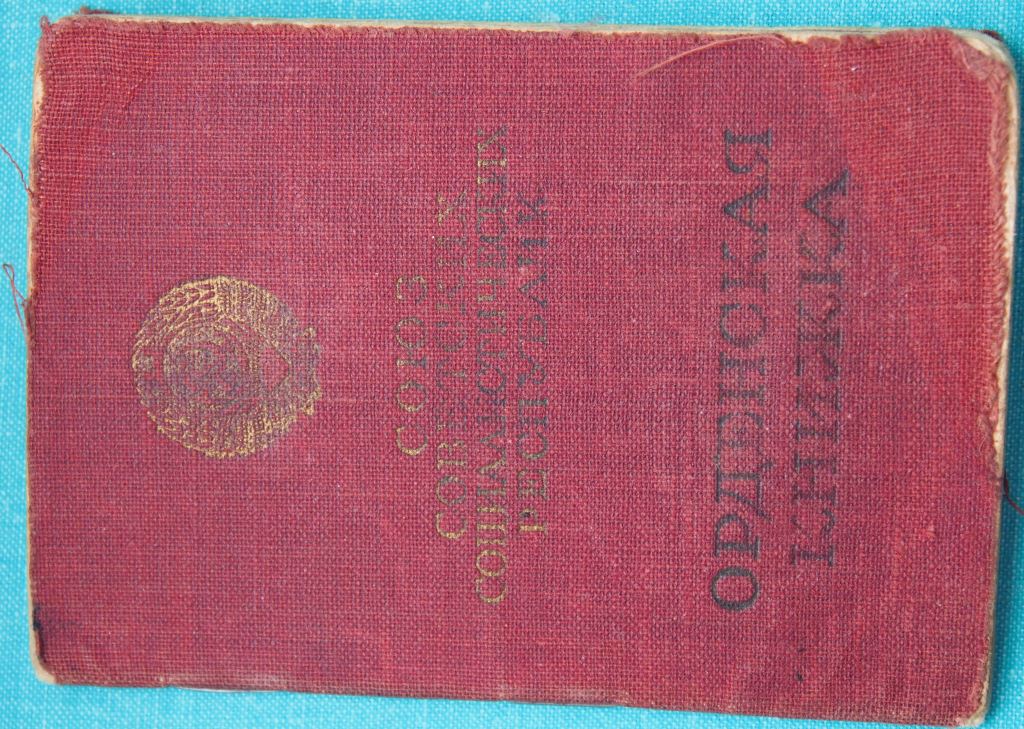 СОЮЗ
СОВЕТСКИХ
СОЦИАЛИСТИЧЕСКИХ
РЕСПУБЛИК
ОРДЕНСКАЯ
КНИЖКА